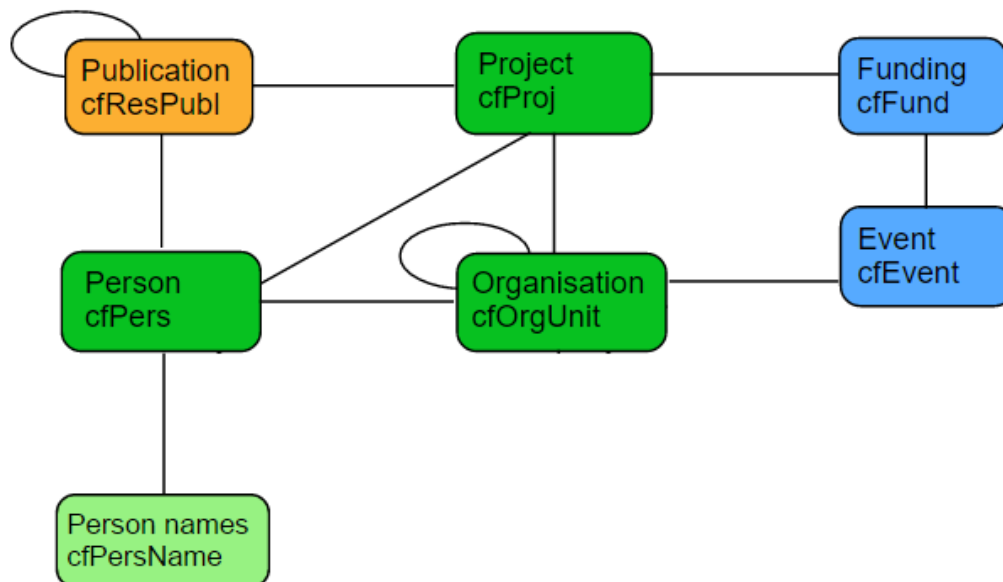 Publication
cfResPubl
Project
cfProj
Funding
cfFund
Person
cfPers
Organisation
cfOrgUnit
Event
cfEvent
Person names
cfPersName